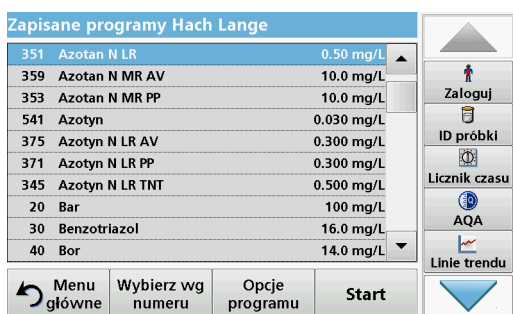 Zapisane programy Hach Lange
351 Azotan N LR 0.50 mg/L
359 Azotan N MR AV 10.0 mg/L
353 Azotan N MR PP 10.0 mg/L
541 Azotyn 0.030 mg/L
375 Azotyn N LR AV 0.300 mg/L
371 Azotyn N LR PP 0.300 mg/L
345 Azotyn N LR TNT 0.500 mg/L
20 Bar 100 mg/L
30 Benzotriazol 16.0 mg/L
40 Bor 14.0 mg/L
Menu
główne
Wybierz wg
numeru
Opcje
programu
Start
Zaloguj
ID próbki
Licznik czasu
AQA
Linie trendu